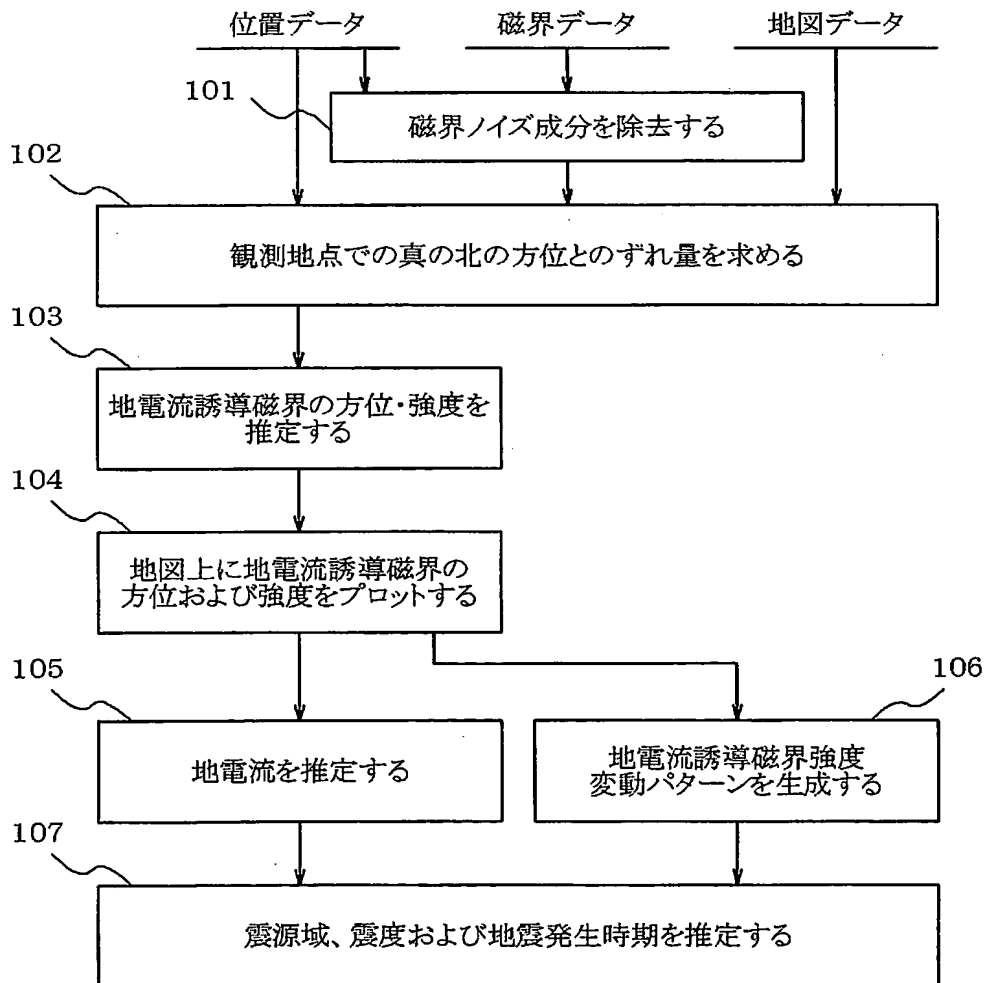 位置データ
磁界データ
地図データ
101
磁界ノイズ成分を除去する
102
観測地点での真の北の方位とのずれ量を求める
103
地電流誘導磁界の方位・強度を
推定する
104
地図上に地電流誘導磁界の
方位および強度をプロットする
105
地電流を推定する
106
地電流誘導磁界強度
変動パターンを生成する
107
震源域、震度および地震発生時期を推定する